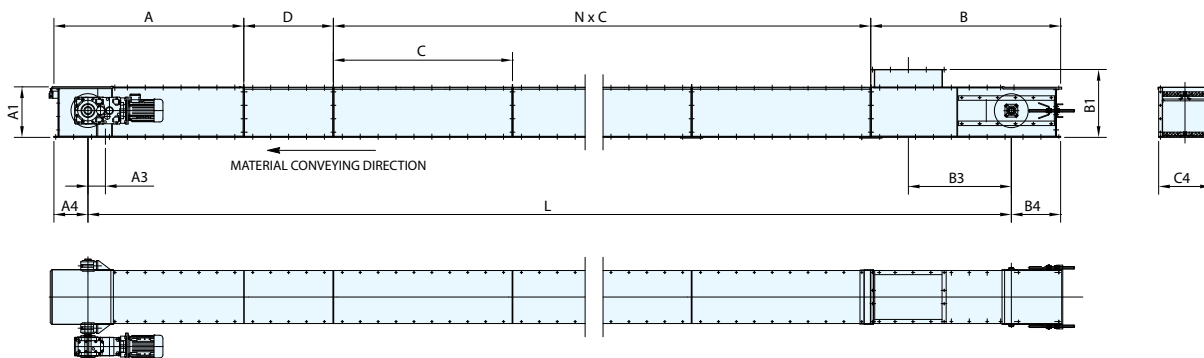 A
D
N x C
B
C
A1
B1
MATERIAL CONVEYING DIRECTION
A3
B3
C4
A4
L
B4